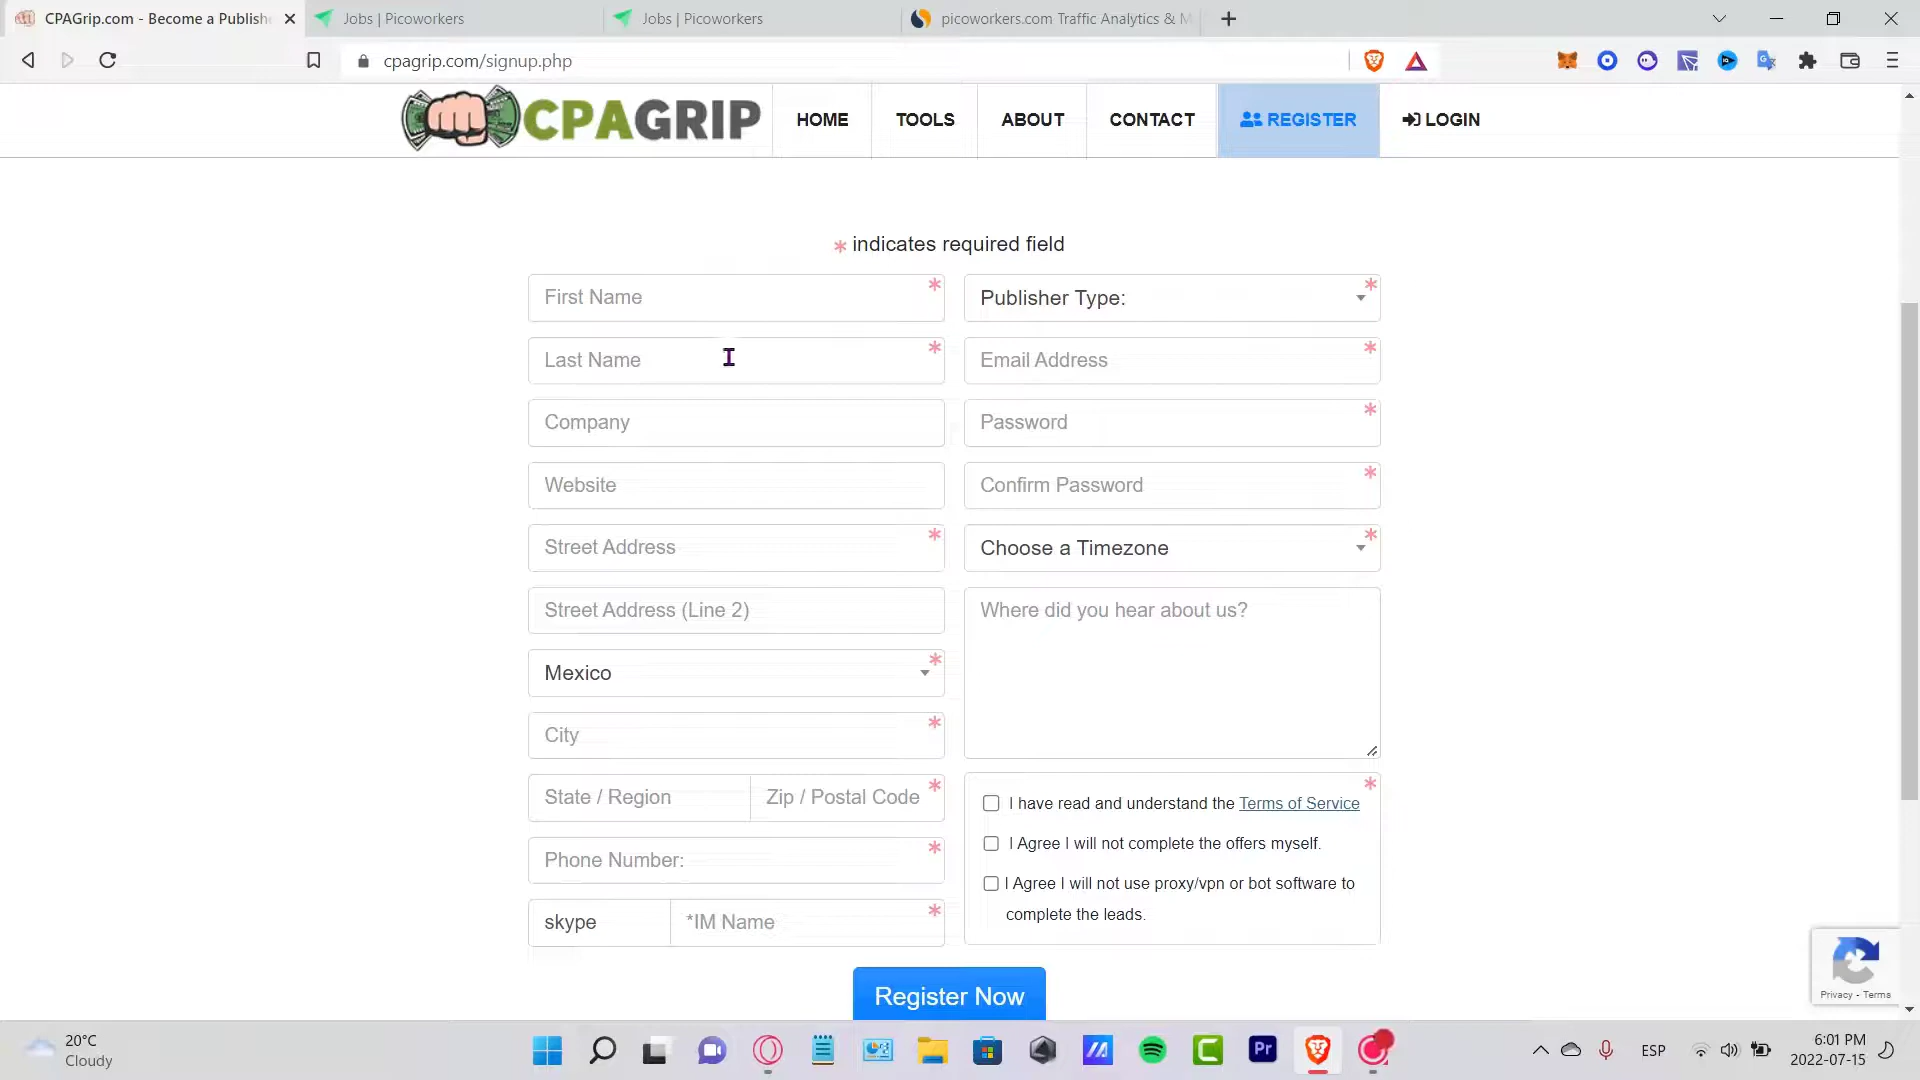 CPAGrip.com - Become a Publish
Jobs | Picoworkers
Jobs | Picoworkers
picoworkers.com Traffic Analytics & M
cpagrip.com/signup.php
CPAGRIP
HOME
TOOLS
ABOUT
CONTACT
REGISTER
LOGIN
* indicates required field
First Name *
Publisher Type: *
Last Name *
Email Address *
Company
Password *
Website
Confirm Password *
Street Address *
Choose a Timezone *
Street Address (Line 2)
Where did you hear about us?
Mexico *
City *
State / Region
Zip / Postal Code *
I have read and understand the Terms of Service *
I Agree I will not complete the offers myself.
Phone Number: *
I Agree I will not use proxy/vpn or bot software to
complete the leads.
skype
*IM Name *
Register Now
Privacy - Terms
20°C
Cloudy
Pr
ESP
6:01 PM
2022-07-15